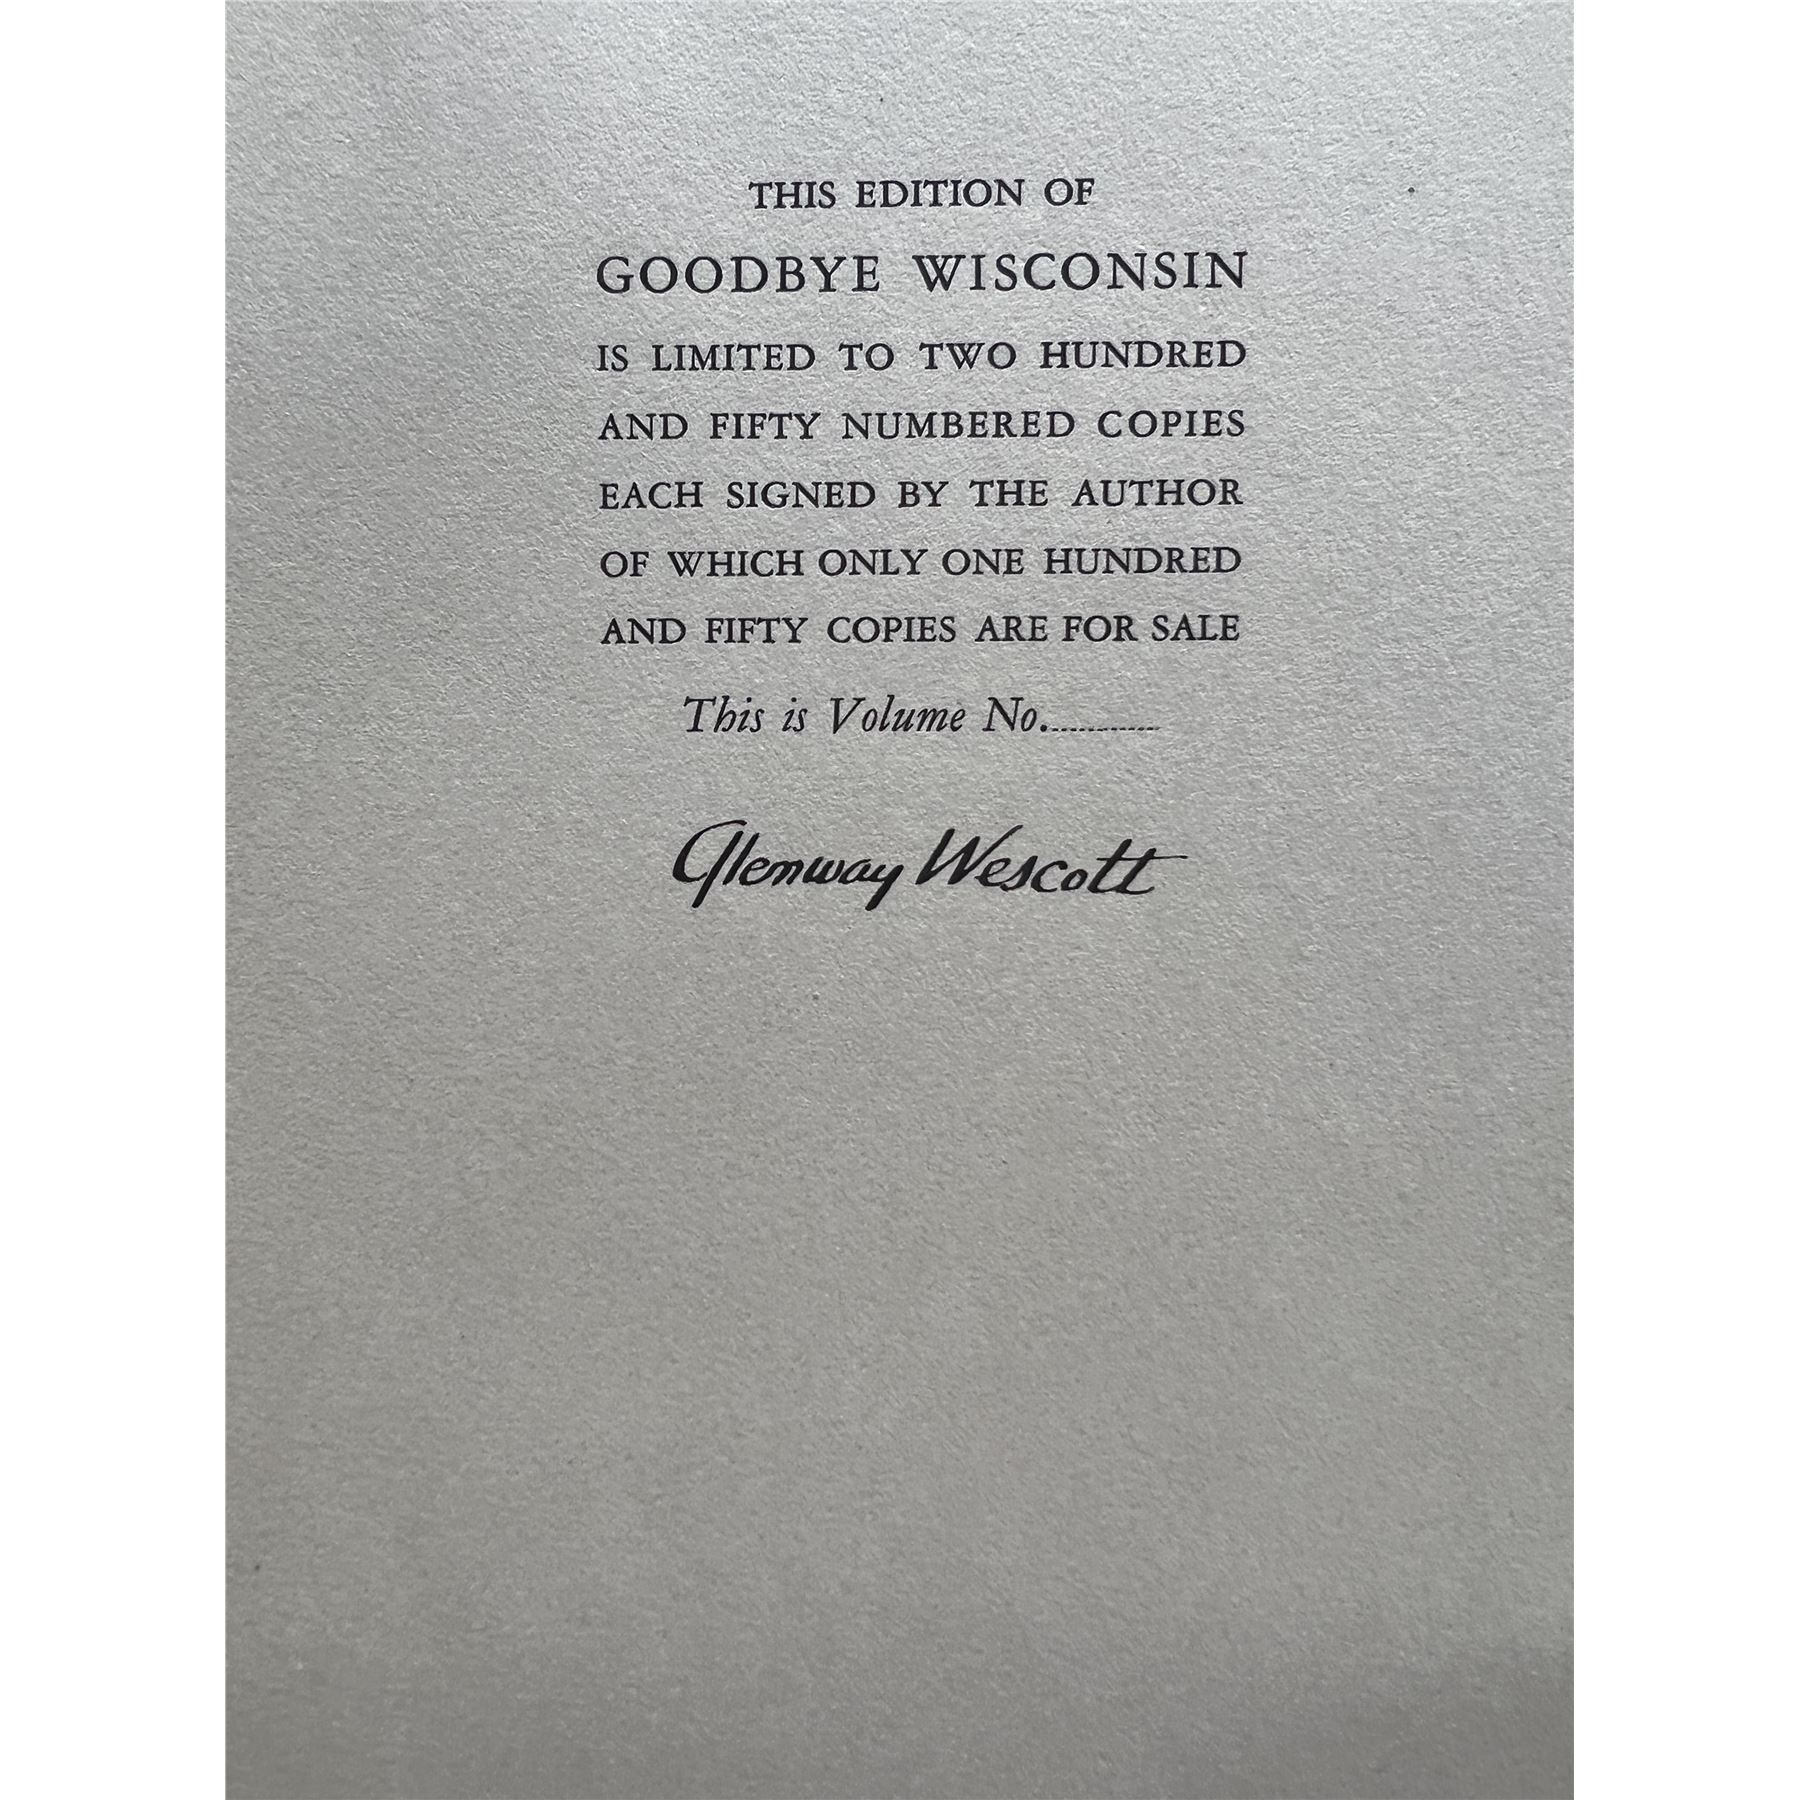 THIS EDITION OF
GOODBYE WISCONSIN
IS LIMITED TO TWO HUNDRED
AND FIFTY NUMBERED COPIES
EACH SIGNED BY THE AUTHOR
OF WHICH ONLY ONE HUNDRED
AND FIFTY COPIES ARE FOR SALE
This is Volume No.............
Glenway Wescott